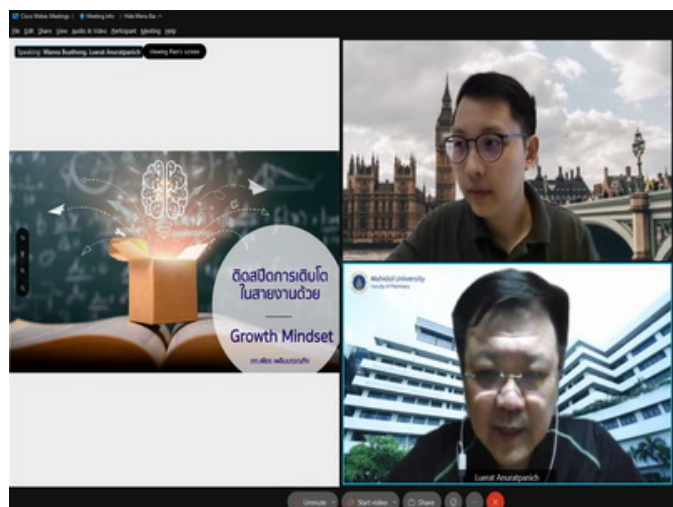 Cisco Webex Meetings
Meeting Info
Hide Menu Bar
File Edit Share View Audio & Video Participant Meeting Help
Speaking: Wanna Buathong, Luerat Anuratpanich
Viewing Pam's screen
ติดสปีดการเติบโต
ในสายงานด้วย
Growth Mindset
Mahidol University
Faculty of Pharmacy
Luerat Anuratpanich
Unmute
Start video
Share